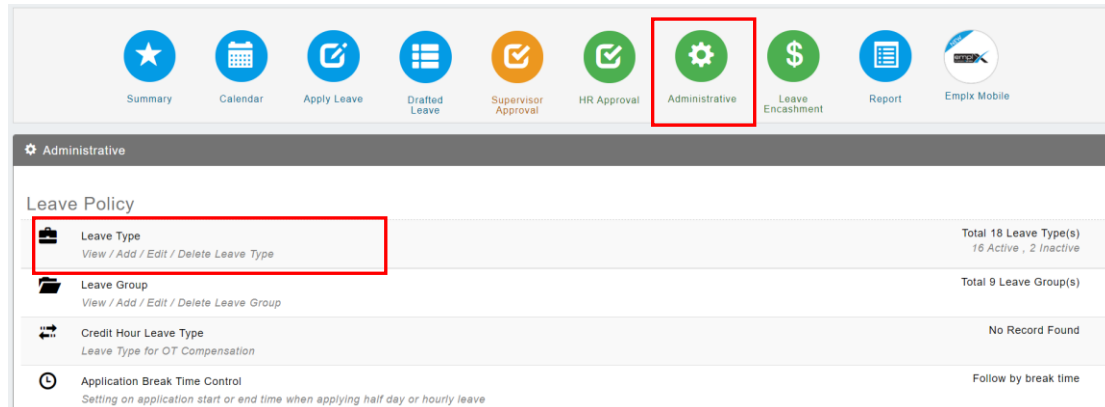 Summary
Calendar
Apply Leave
Drafted
Leave
Supervisor
Approval
HR Approval
Administrative
Leave
Encashment
Report
NEW
emplx
Emplx Mobile
Administrative
Leave Policy
Leave Type
View / Add / Edit / Delete Leave Type
Total 18 Leave Type(s)
16 Active , 2 Inactive
Leave Group
View / Add / Edit / Delete Leave Group
Total 9 Leave Group(s)
Credit Hour Leave Type
Leave Type for OT Compensation
No Record Found
Application Break Time Control
Setting on application start or end time when applying half day or hourly leave
Follow by break time